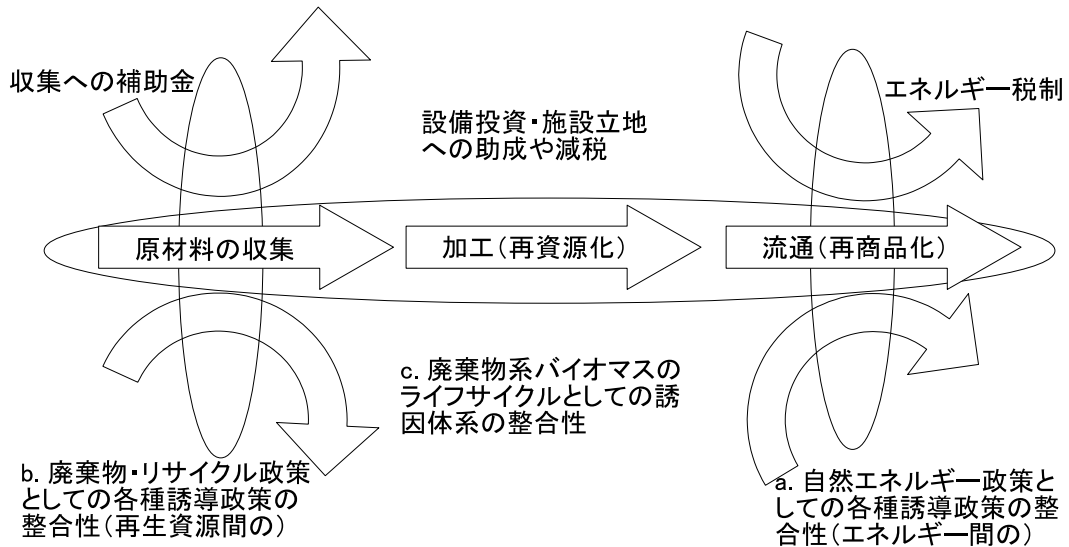 収集への補助金
エネルギー税制
設備投資・施設立地
への助成や減税
原材料の収集
加工（再資源化）
流通（再商品化）
c. 廃棄物系バイオマスの
ライフサイクルとしての誘
因体系の整合性
b. 廃棄物・リサイクル政策
としての各種誘導政策の
整合性（再生資源間の）
a. 自然エネルギー政策と
しての各種誘導政策の整
合性（エネルギー間の）